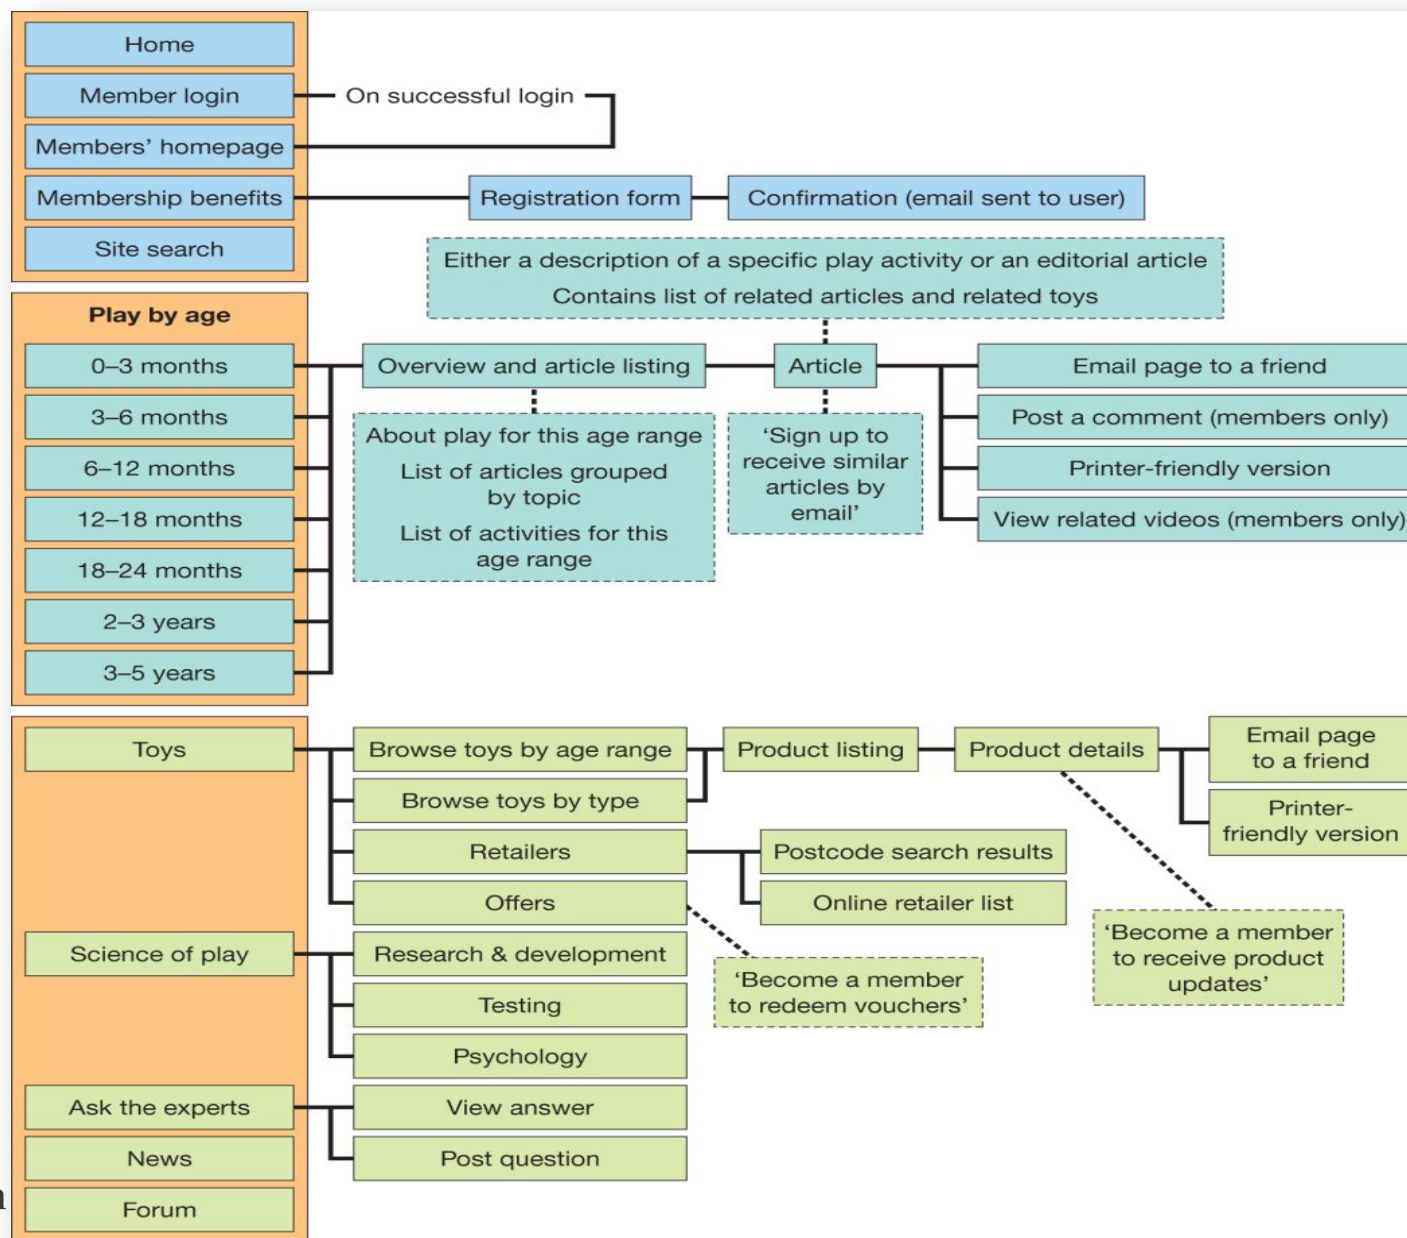 Home
Member login
On successful login
Members’ homepage
Membership benefits
Registration form
Confirmation (email sent to user)
Site search
Either a description of a specific play activity or an editorial article
Contains list of related articles and related toys
Play by age
0–3 months
Overview and article listing
Article
Email page to a friend
3–6 months
Post a comment (members only)
6–12 months
Printer-friendly version
12–18 months
View related videos (members only)
18–24 months
2–3 years
3–5 years
About play for this age range
List of articles grouped
by topic
List of activities for this
age range
‘Sign up to
receive similar
articles by
email’
Toys
Browse toys by age range
Product listing
Product details
Email page
to a friend
Browse toys by type
Printer-
friendly version
Retailers
Postcode search results
Offers
Online retailer list
‘Become a member
to receive product
updates’
Science of play
Research & development
‘Become a member
to redeem vouchers’
Testing
Psychology
Ask the experts
View answer
News
Post question
Forum